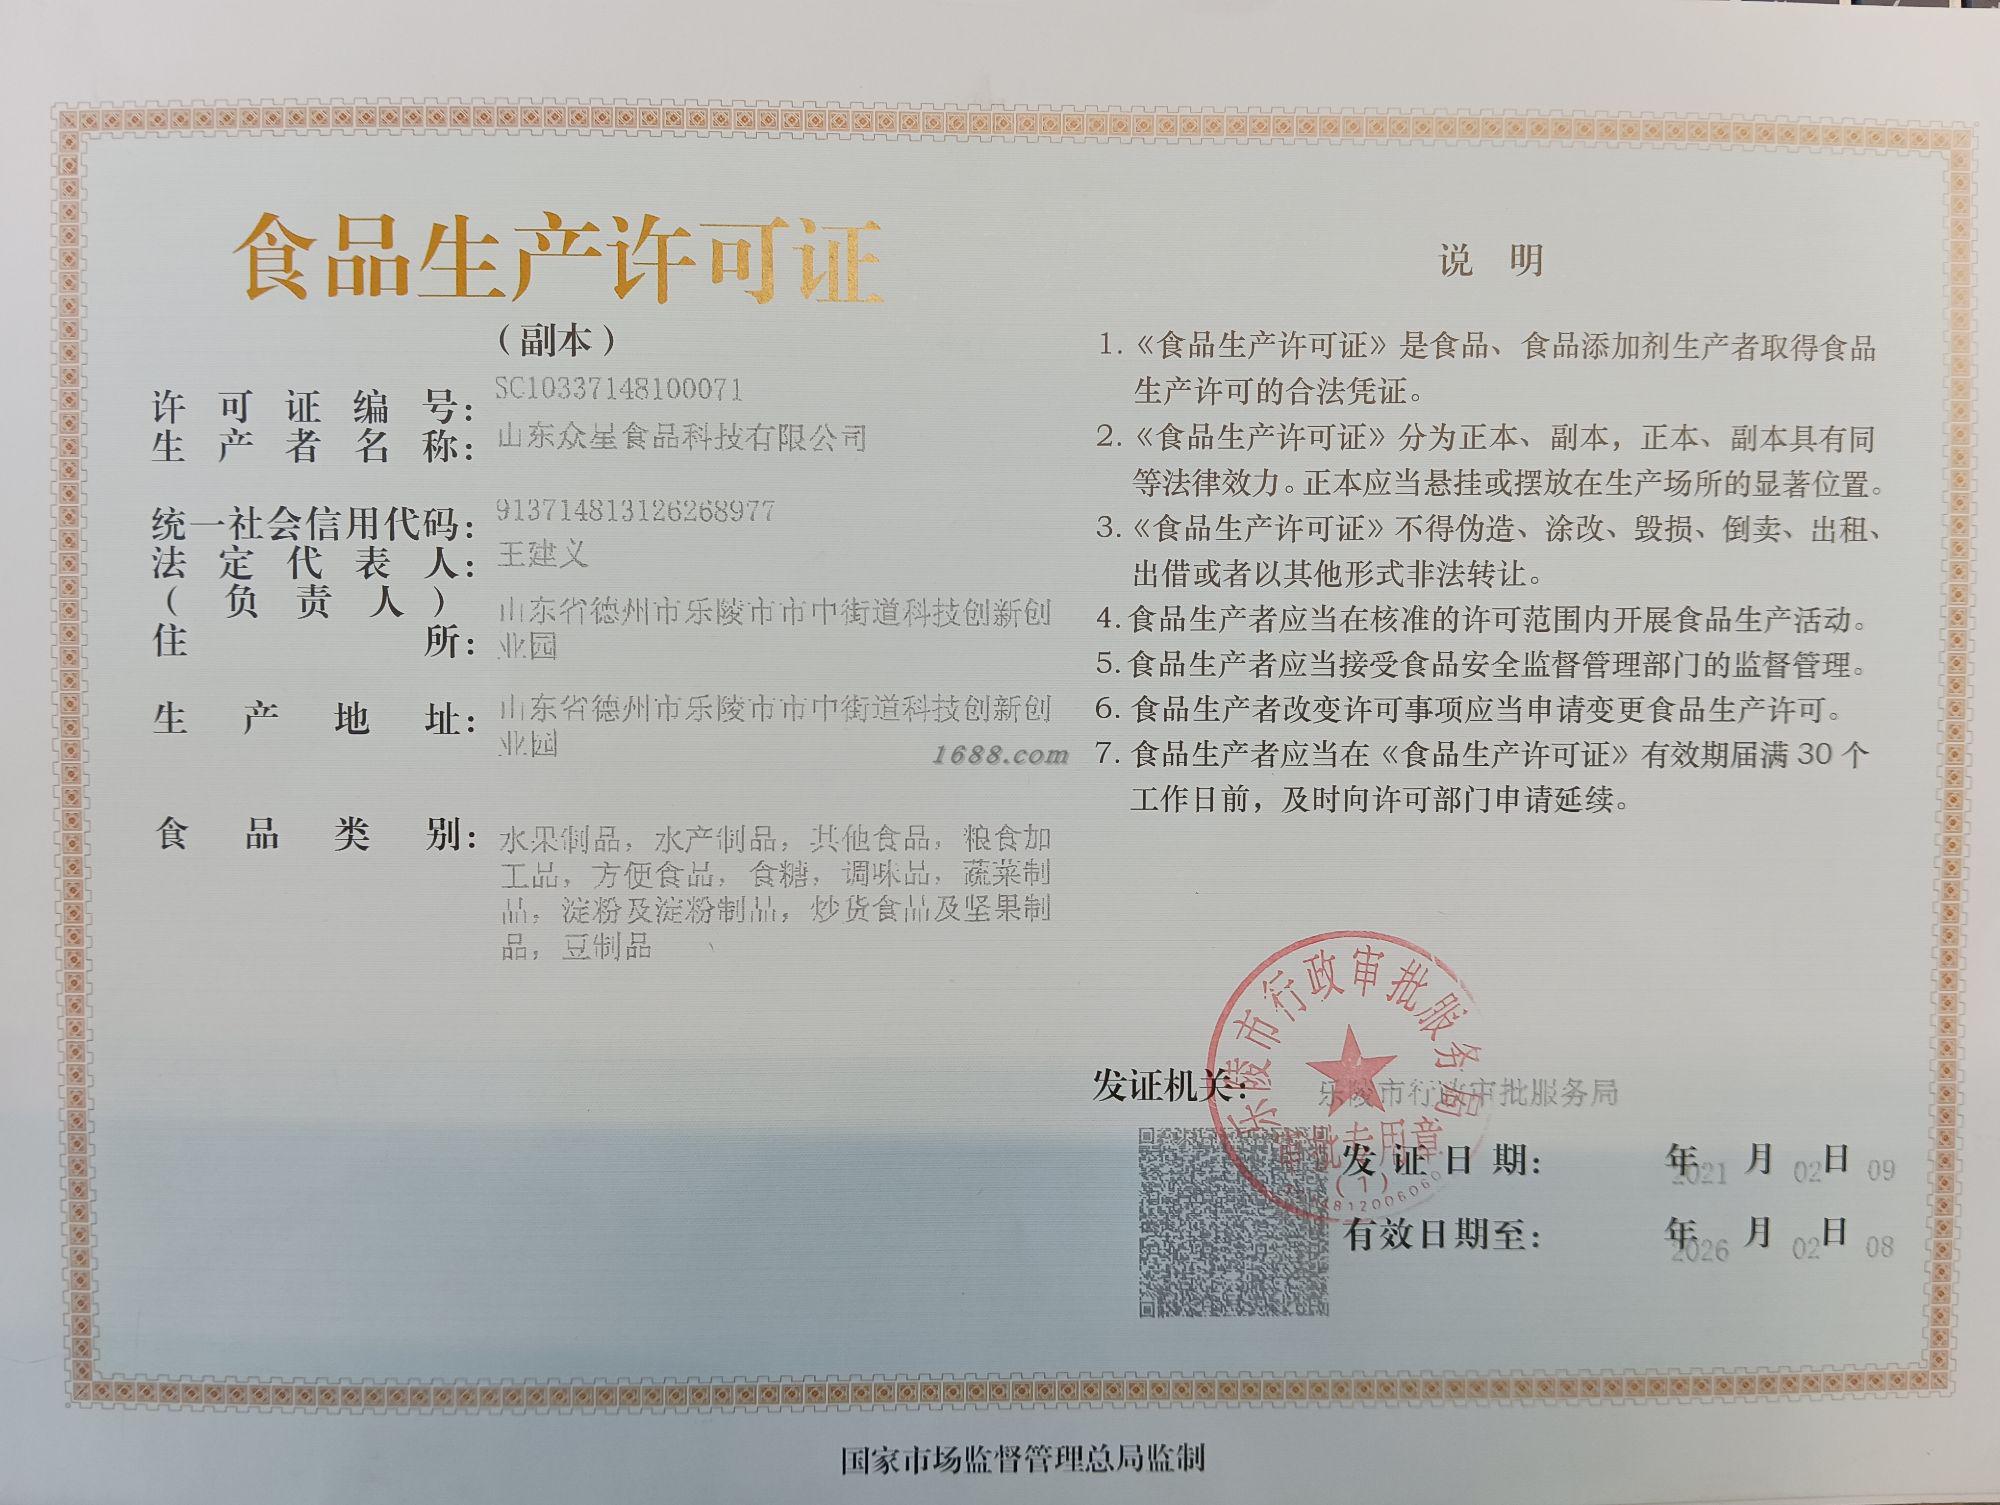 食品生产许可证
（副本）
许可证编号：SC10337148100071
生产者名称：山东众星食品科技有限公司
统一社会信用代码：913714813126268977
法定代表人：王建义
（负责人）
住所：山东省德州市乐陵市市中街道科技创新创
业园
生产地址：山东省德州市乐陵市市中街道科技创新创
业园
食品类别：水果制品，水产制品，其他食品，粮食加
工品，方便食品，食糖，调味品，蔬菜制
品，淀粉及淀粉制品，炒货食品及坚果制
品，豆制品
1688.com
说 明
1.《食品生产许可证》是食品、食品添加剂生产者取得食品
生产许可的合法凭证。
2.《食品生产许可证》分为正本、副本，正本、副本具有同
等法律效力。正本应当悬挂或摆放在生产场所的显著位置。
3.《食品生产许可证》不得伪造、涂改、毁损、倒卖、出租、
出借或者以其他形式非法转让。
4.食品生产者应当在核准的许可范围内开展食品生产活动。
5.食品生产者应当接受食品安全监督管理部门的监督管理。
6.食品生产者改变许可事项应当申请变更食品生产许可。
7.食品生产者应当在《食品生产许可证》有效期届满 30 个
工作日前，及时向许可部门申请延续。
乐陵市行政审批服务局
审批专用章
（1）
发证机关：乐陵市行政审批服务局
发证日期：年2021 月 02日 09
有效日期至：年2026 月 02日 08
国家市场监督管理总局监制